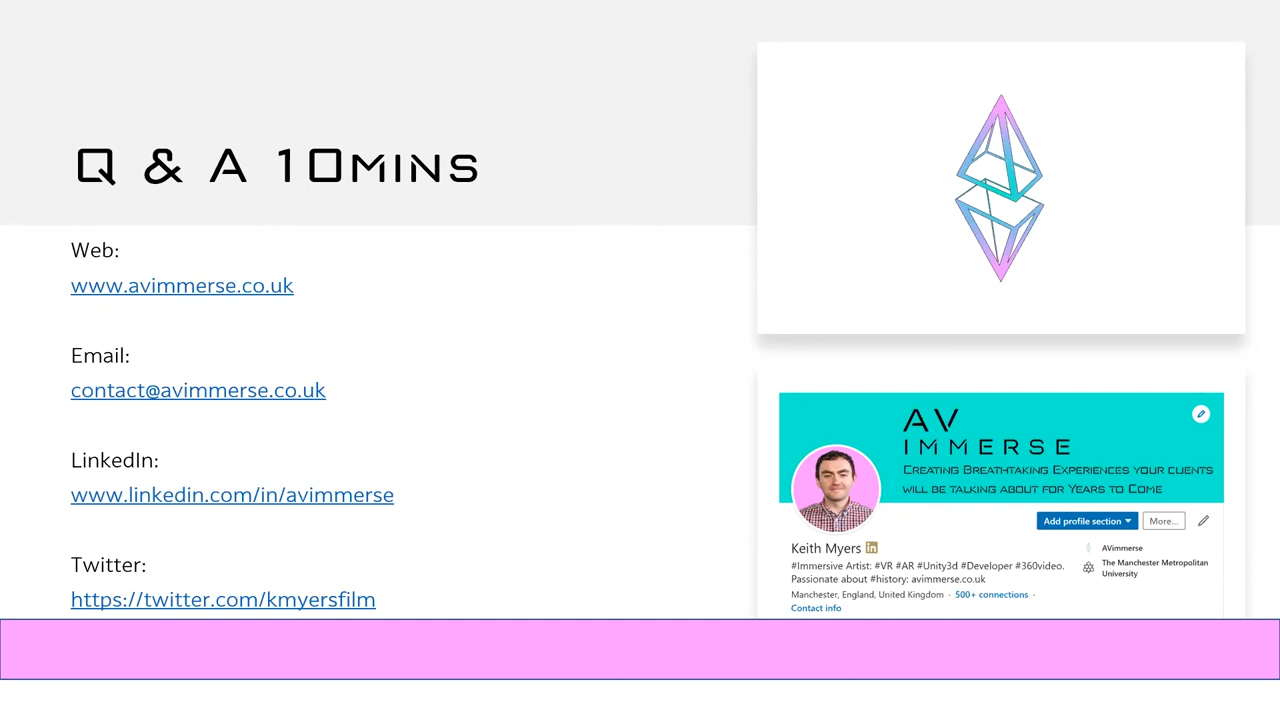 Q & A 10MINS
Web:
www.avimmerse.co.uk
Email:
contact@avimmerse.co.uk
LinkedIn:
www.linkedin.com/in/avimmerse
Twitter:
https://twitter.com/kmyersfilm
AV
IMMERSE
CREATING BREATHTAKING EXPERIENCES YOUR CLIENTS
WILL BE TALKING ABOUT FOR YEARS TO COME
Add profile section
More...
Keith Myers in
#Immersive Artist: #VR #AR #Unity3d #Developer #360video.
Passionate about #history: avimmerse.co.uk
Manchester, England, United Kingdom · 500+ connections ·
Contact info
AVimmerse
The Manchester Metropolitan
University